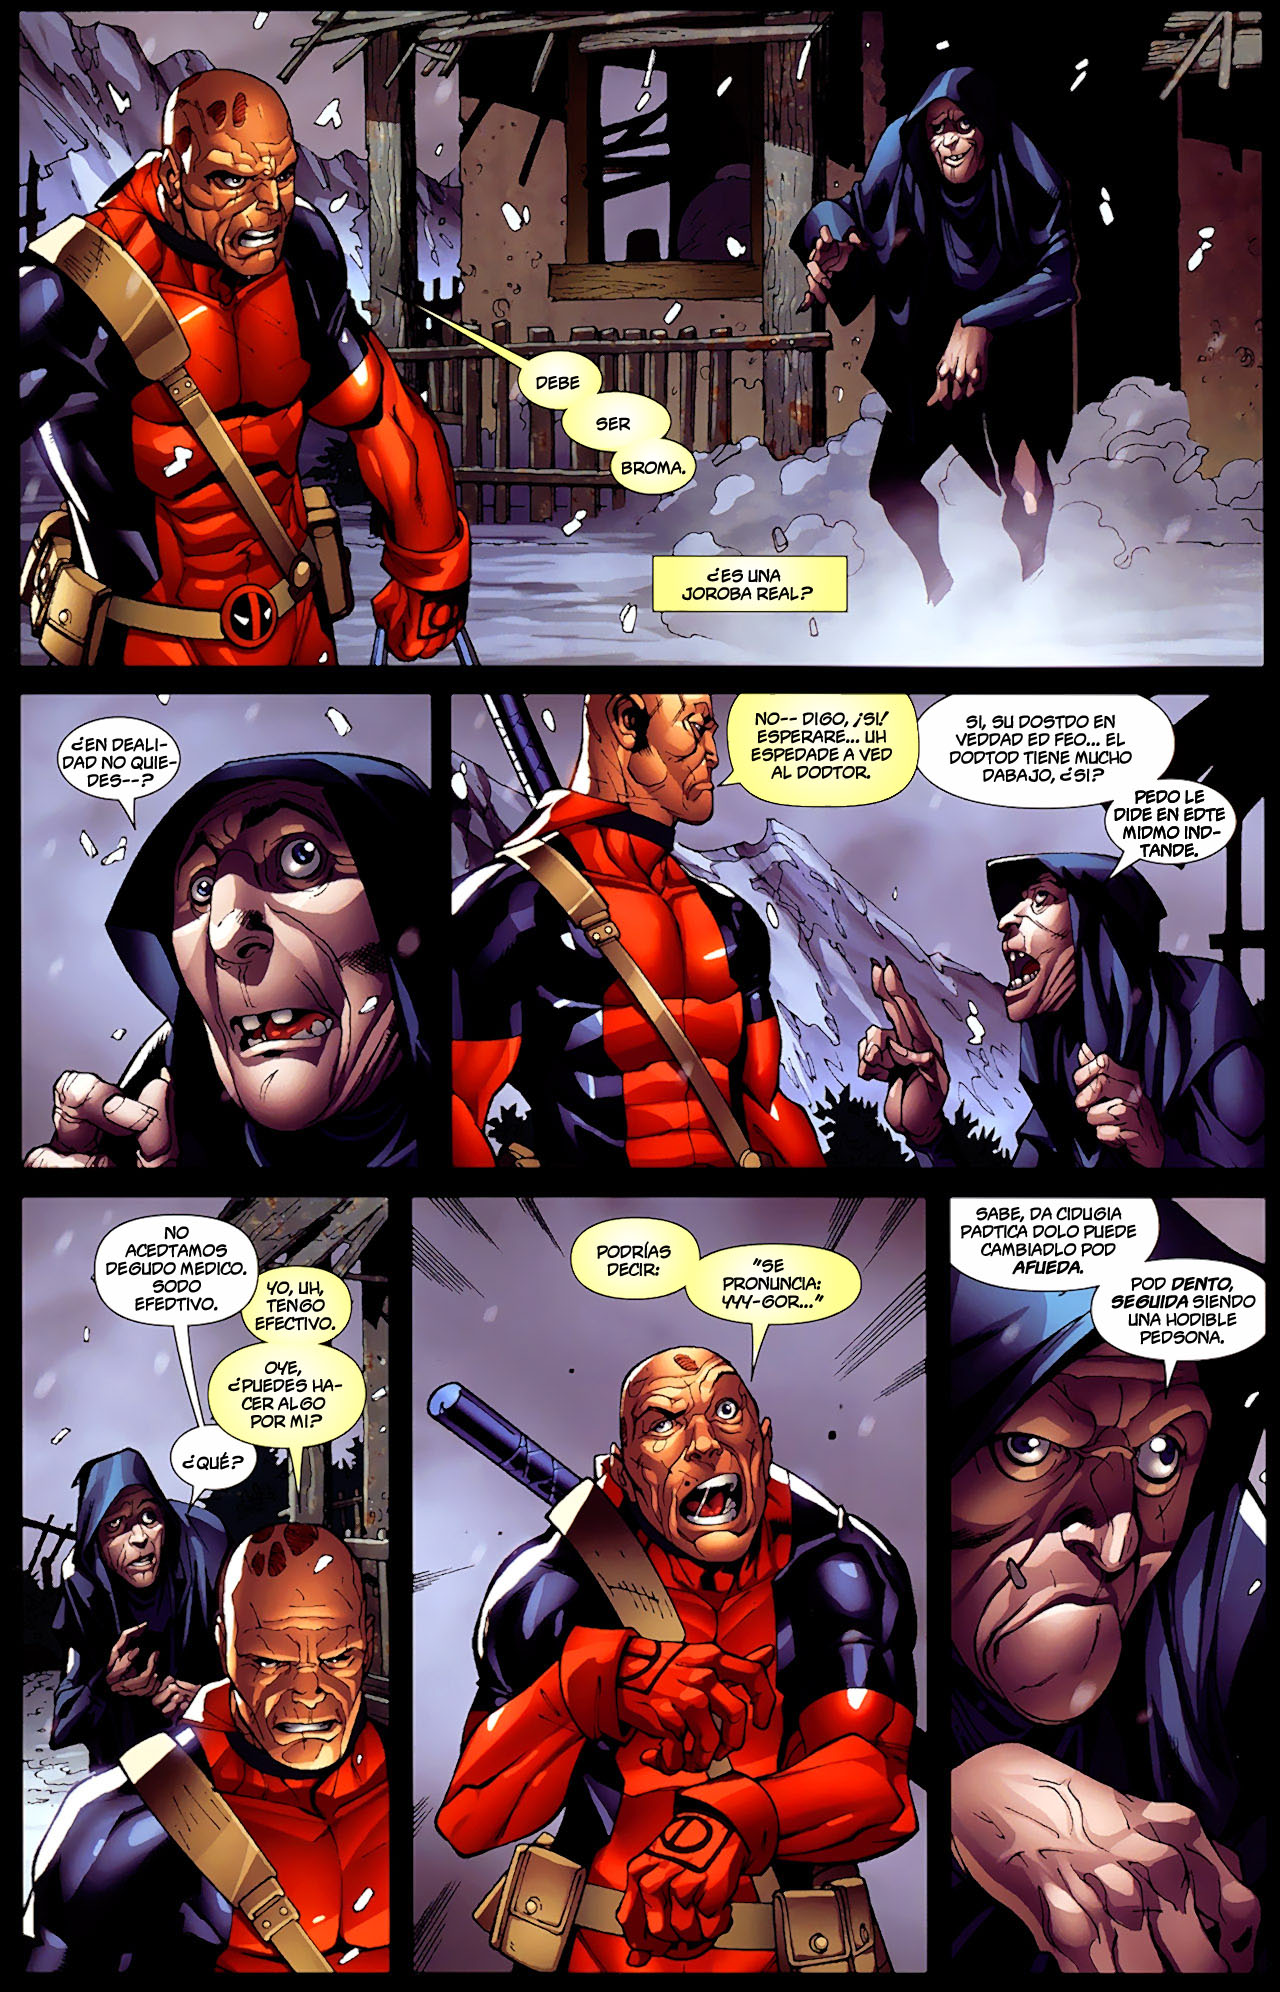 DEBE
SER
BROMA.
¿ES UNA
JOROBA REAL?
¿EN DEALI-
DAD NO QUIE-
DES--?
NO-- DIGO, ¡SI!
ESPERARE... UH
ESPEDADE A VED
AL DODTOR.
SI, SU DOSTDO EN
VEDDAD ED FEO... EL
DODTOD TIENE MUCHO
DABAJO, ¿SI?
PEDO LE
DIDE EN EDTE
MIDMO IND-
TANDE.
NO
ACEDTAMOS
DEGUDO MEDICO.
SODO
EFEDTIVO.
YO, UH,
TENGO
EFECTIVO.
OYE,
¿PUEDES HA-
CER ALGO
POR MI?
¿QUÉ?
PODRÍAS
DECIR:
"SE
PRONUNCIA:
YYY-GOR..."
SABE, DA CIDUGIA
PADTICA DOLO PUEDE
CAMBIADLO POD
AFUEDA.
POD DENTO,
SEGUIDA SIENDO
UNA HODIBLE
PEDSONA.